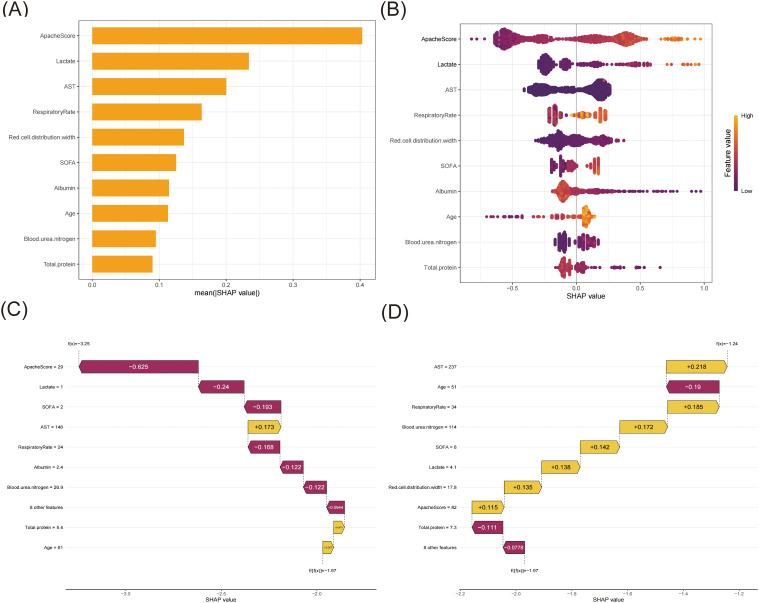 (A)
ApacheScore
Lactate
AST
RespiratoryRate
Red.cell.distribution.width
SOFA
Albumin
Age
Blood.urea.nitrogen
Total.protein
0.0 0.1 0.2 0.3 0.4
mean(|SHAP value|)
(B)
ApacheScore
Lactate
AST
RespiratoryRate
Red.cell.distribution.width
SOFA
Albumin
Age
Blood.urea.nitrogen
Total.protein
−0.5 0.0 0.5 1.0
SHAP value
High
Feature value
Low
(C)
f(x)=−3.25
ApacheScore = 29 −0.625
Lactate = 1 −0.24
SOFA = 2 −0.193
AST = 146 +0.173
RespiratoryRate = 24 −0.168
Albumin = 2.4 −0.122
Blood.urea.nitrogen = 26.9 −0.122
8 other features
Total.protein = 5.4
Age = 81
E[f(x)]=−1.97
−3.0 −2.5 −2.0
SHAP value
(D)
f(x)=−1.24
AST = 237 +0.218
Age = 51 −0.19
RespiratoryRate = 34 +0.185
Blood.urea.nitrogen = 114 +0.172
SOFA = 8 +0.142
Lactate = 4.1 +0.138
Red.cell.distribution.width = 17.8 +0.135
ApacheScore = 82 +0.115
Total.protein = 7.3 −0.111
8 other features −0.0778
E[f(x)]=−1.97
−2.2 −2.0 −1.8 −1.6 −1.4 −1.2
SHAP value